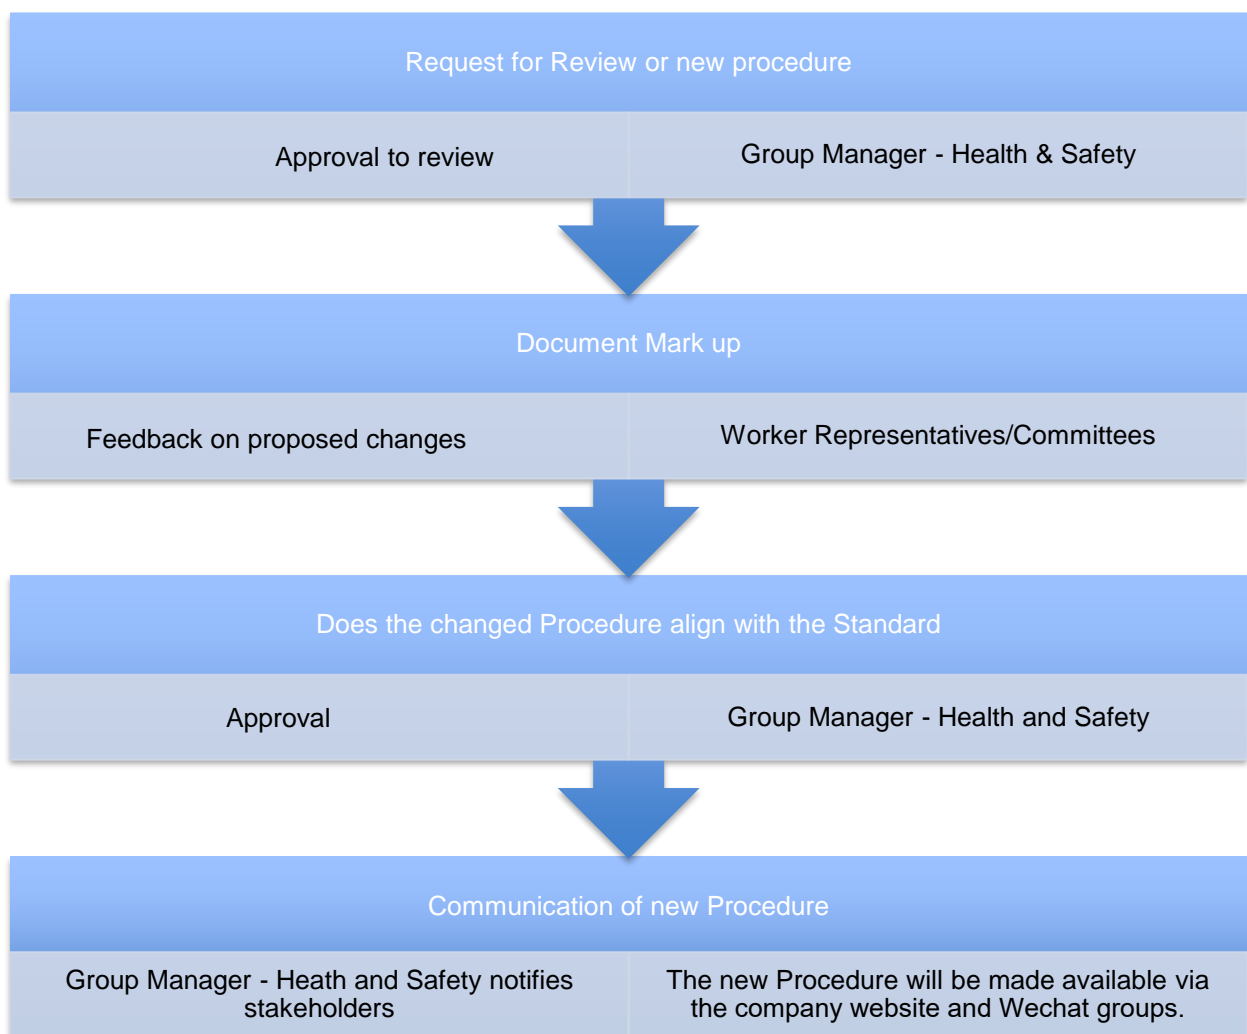 Request for Review or new procedure
Approval to review
Group Manager - Health & Safety
Document Mark up
Feedback on proposed changes
Worker Representatives/Committees
Does the changed Procedure align with the Standard
Approval
Group Manager - Health and Safety
Communication of new Procedure
Group Manager - Heath and Safety notifies
stakeholders
The new Procedure will be made available via
the company website and Wechat groups.